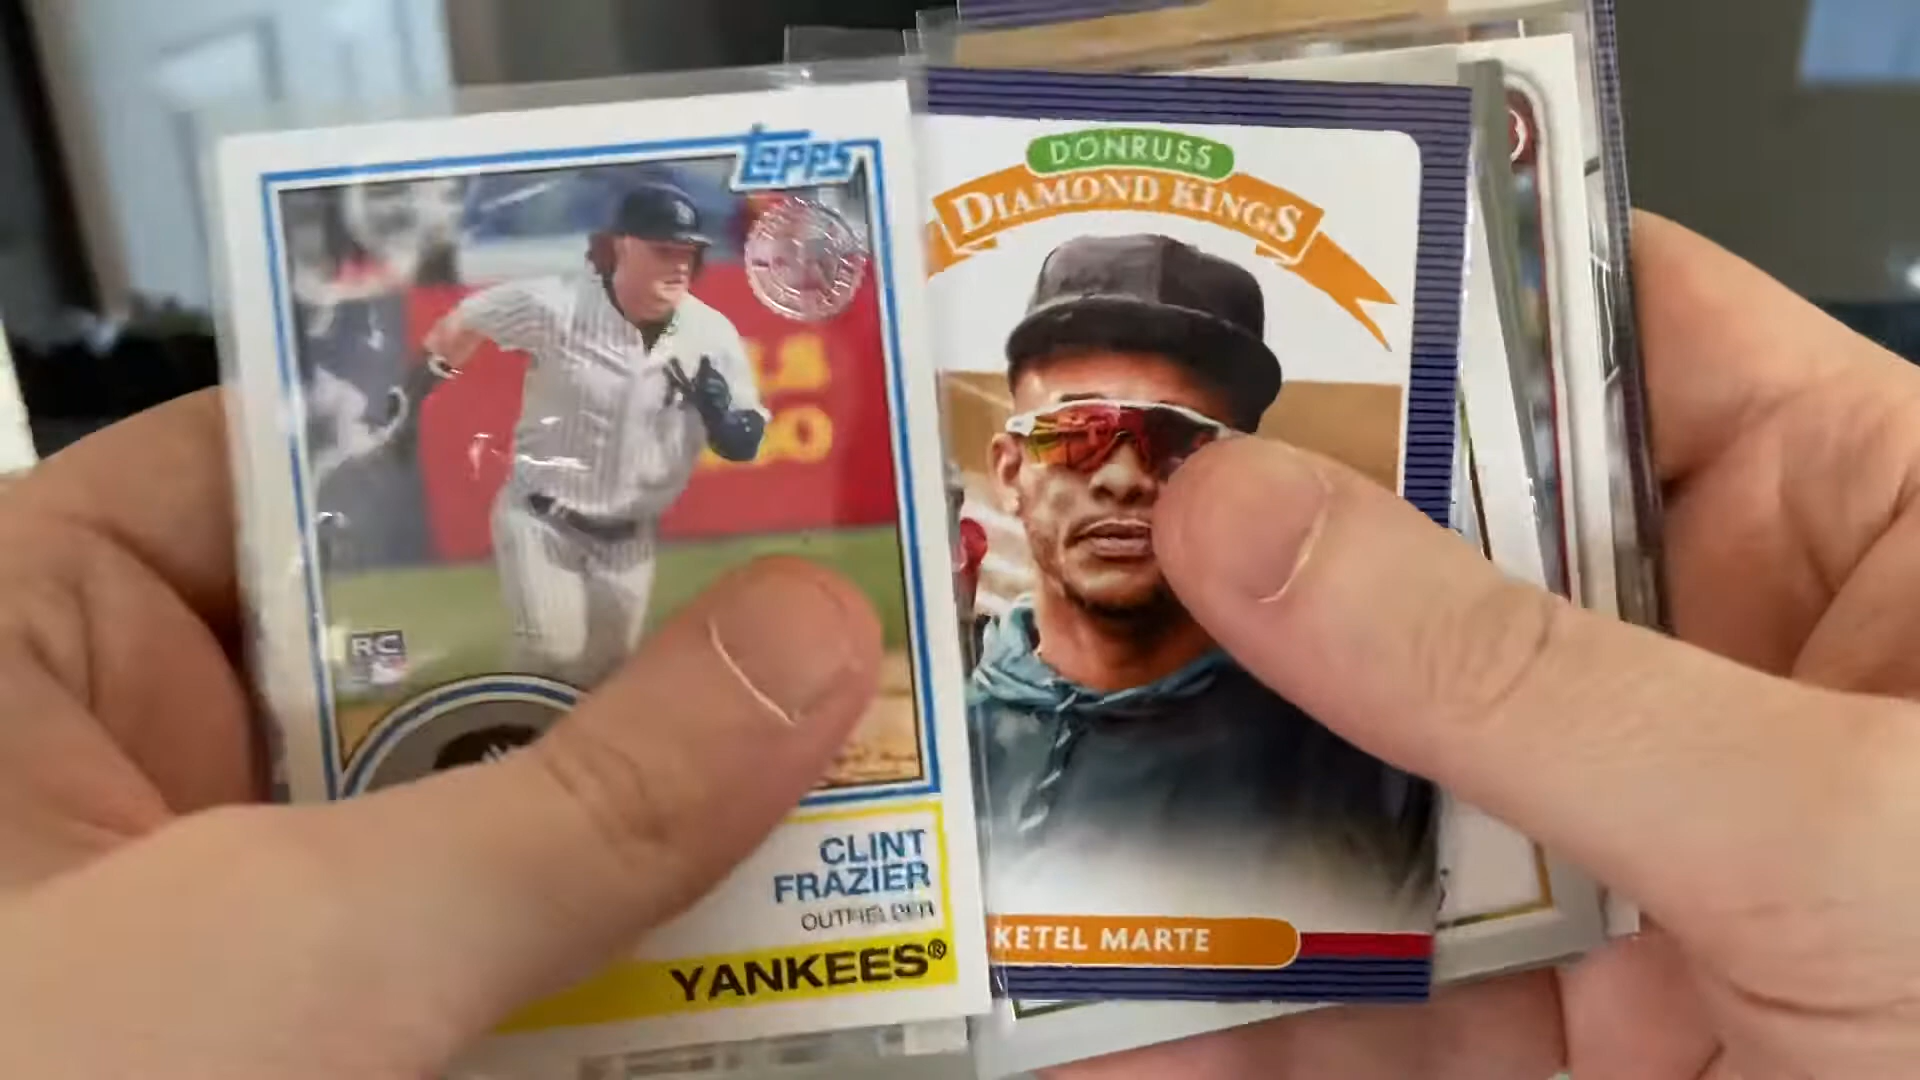 Topps
RC
CLINT
FRAZIER
OUTFIELDER
YANKEES®
DONRUSS
DIAMOND KINGS
KETEL MARTE